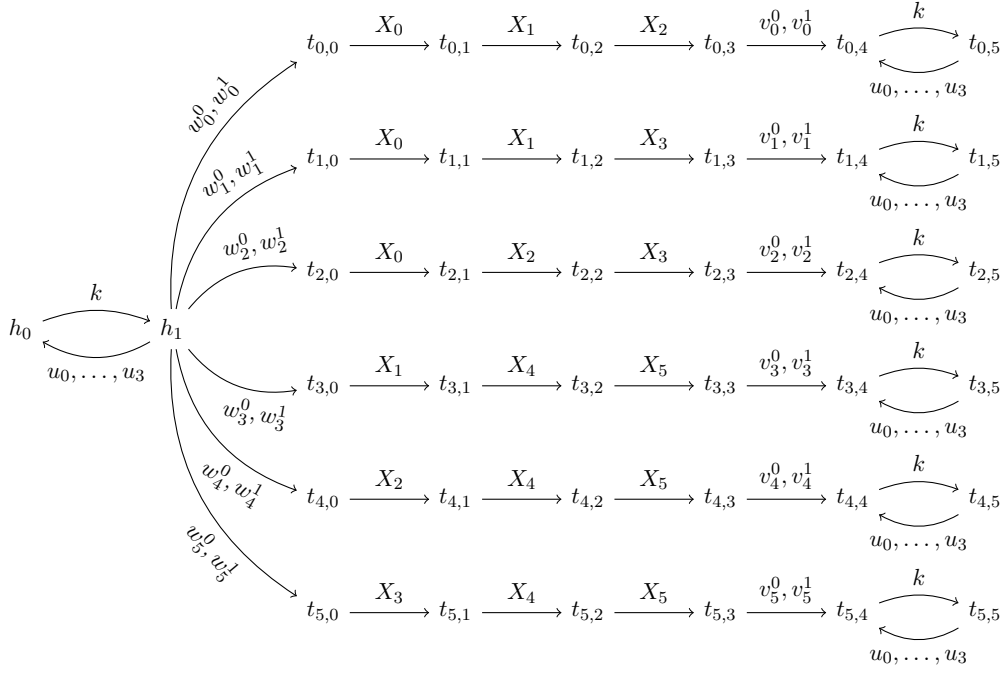 t_{0,0} X_0 t_{0,1} X_1 t_{0,2} X_2 t_{0,3} v_0^0, v_0^1 t_{0,4} k t_{0,5}
u_0, …, u_3
w_0^0, w_0^1
t_{1,0} X_0 t_{1,1} X_1 t_{1,2} X_3 t_{1,3} v_1^0, v_1^1 t_{1,4} k t_{1,5}
u_0, …, u_3
w_1^0, w_1^1
t_{2,0} X_0 t_{2,1} X_2 t_{2,2} X_3 t_{2,3} v_2^0, v_2^1 t_{2,4} k t_{2,5}
u_0, …, u_3
w_2^0, w_2^1
h_0 k h_1
u_0, …, u_3
t_{3,0} X_1 t_{3,1} X_4 t_{3,2} X_5 t_{3,3} v_3^0, v_3^1 t_{3,4} k t_{3,5}
u_0, …, u_3
w_3^0, w_3^1
t_{4,0} X_2 t_{4,1} X_4 t_{4,2} X_5 t_{4,3} v_4^0, v_4^1 t_{4,4} k t_{4,5}
u_0, …, u_3
w_4^0, w_4^1
t_{5,0} X_3 t_{5,1} X_4 t_{5,2} X_5 t_{5,3} v_5^0, v_5^1 t_{5,4} k t_{5,5}
u_0, …, u_3
w_5^0, w_5^1